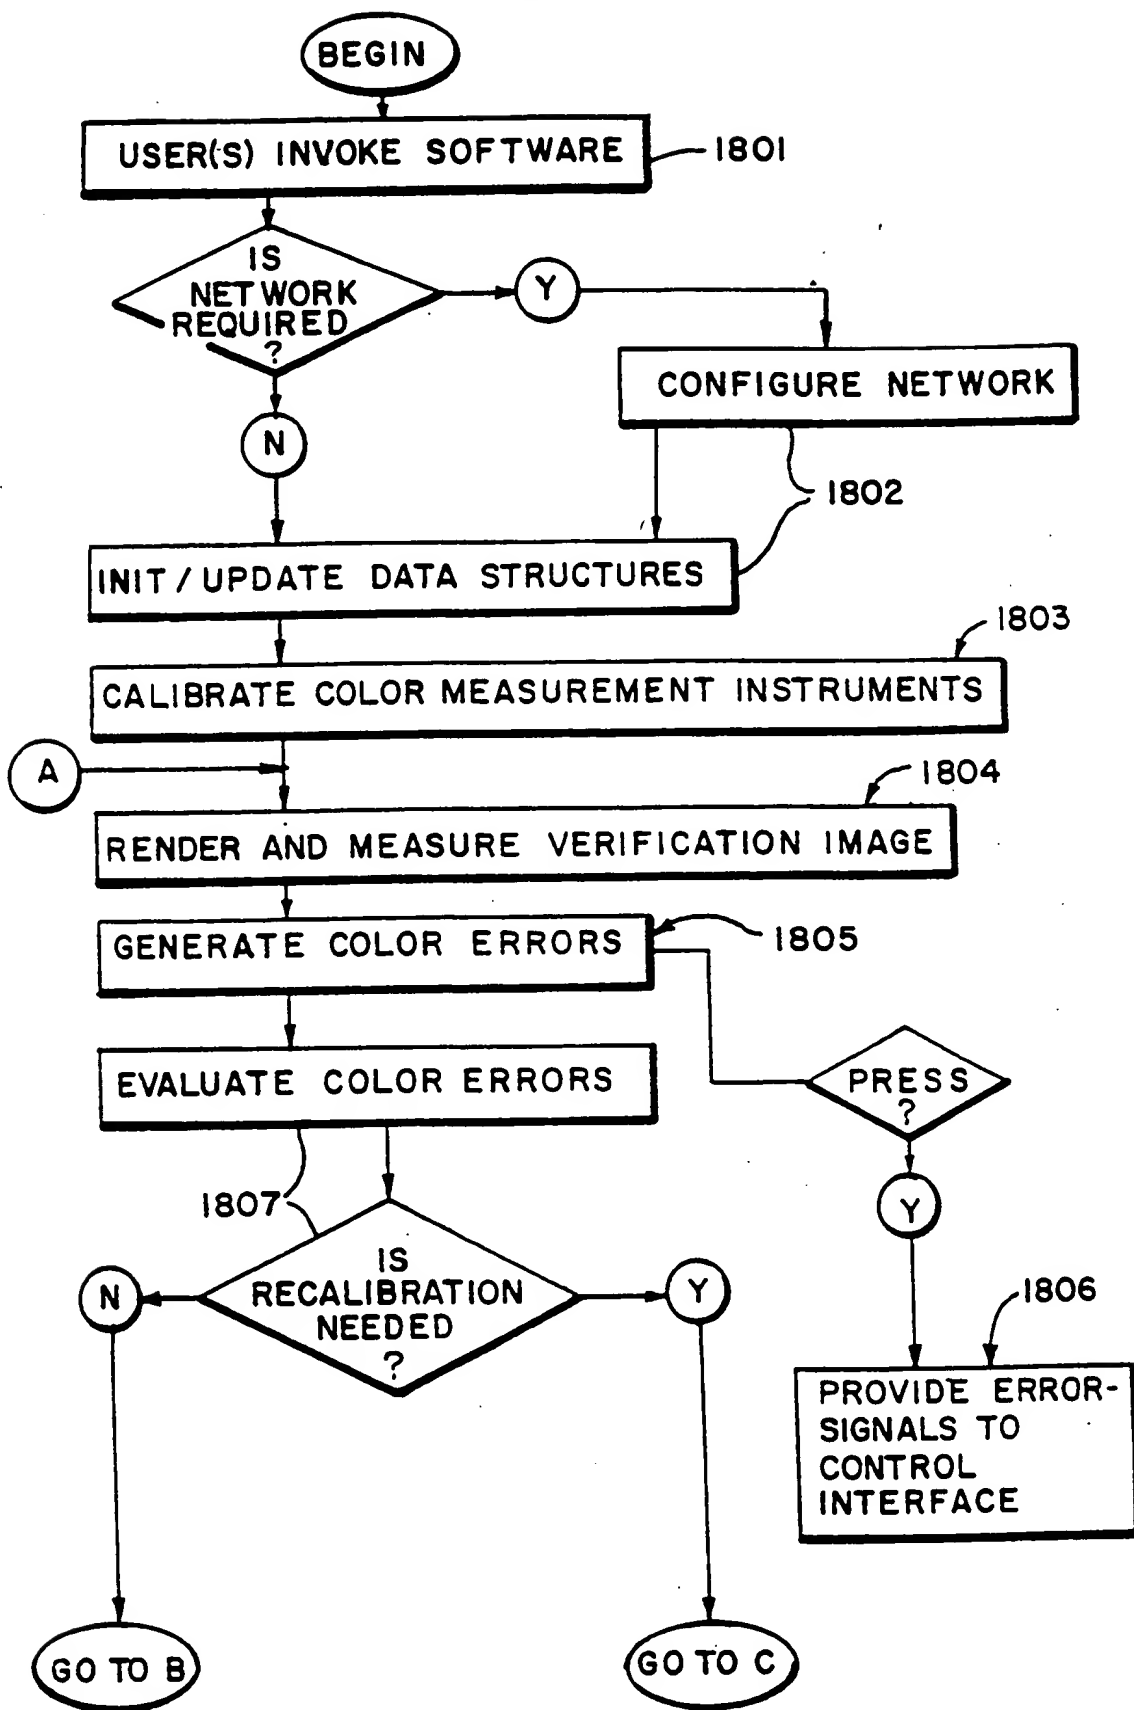 BEGIN
USER(S) INVOKE SOFTWARE
1801
IS
NETWORK
REQUIRED
?
Y
N
CONFIGURE NETWORK
1802
INIT/UPDATE DATA STRUCTURES
1803
CALIBRATE COLOR MEASUREMENT INSTRUMENTS
A
1804
RENDER AND MEASURE VERIFICATION IMAGE
GENERATE COLOR ERRORS
1805
EVALUATE COLOR ERRORS
PRESS
?
Y
1807
IS
RECALIBRATION
NEEDED
?
N
Y
1806
PROVIDE ERROR-
SIGNALS TO
CONTROL
INTERFACE
GO TO B
GO TO C